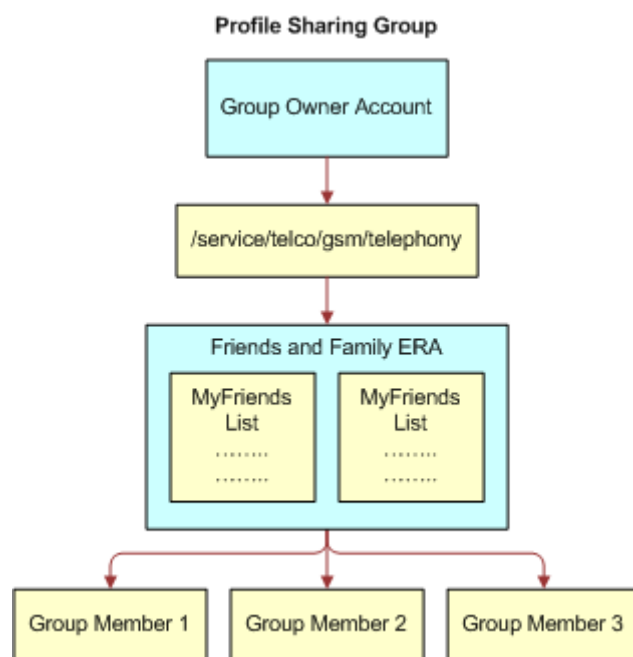 Profile Sharing Group
Group Owner Account
/service/telco/gsm/telephony
Friends and Family ERA
MyFriends
List
........
........
MyFriends
List
........
........
Group Member 1
Group Member 2
Group Member 3